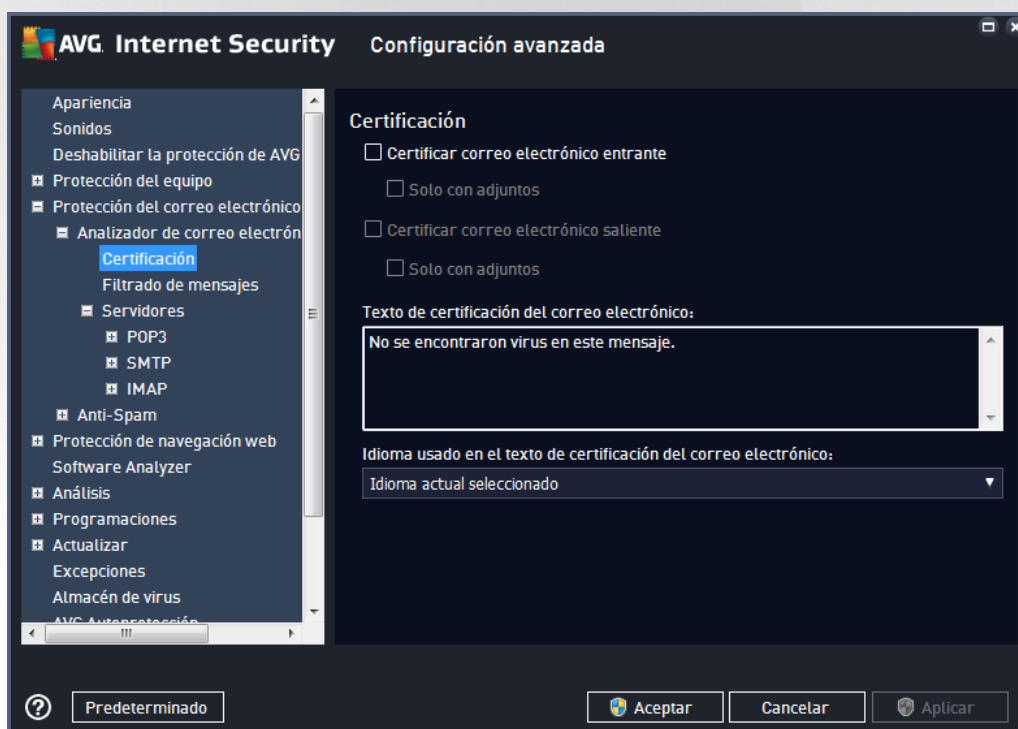 AVG. Internet Security Configuración avanzada
Apariencia
Sonidos
Deshabilitar la protección de AVG
Protección del equipo
Protección del correo electrónico
Analizador de correo electrón
Certificación
Filtrado de mensajes
Servidores
POP3
SMTP
IMAP
Anti-Spam
Protección de navegación web
Software Analyzer
Análisis
Programaciones
Actualizar
Excepciones
Almacén de virus
AVG Autoprotección
Certificación
Certificar correo electrónico entrante
Solo con adjuntos
Certificar correo electrónico saliente
Solo con adjuntos
Texto de certificación del correo electrónico:
No se encontraron virus en este mensaje.
Idioma usado en el texto de certificación del correo electrónico:
Idioma actual seleccionado
Predeterminado
Aceptar
Cancelar
Aplicar